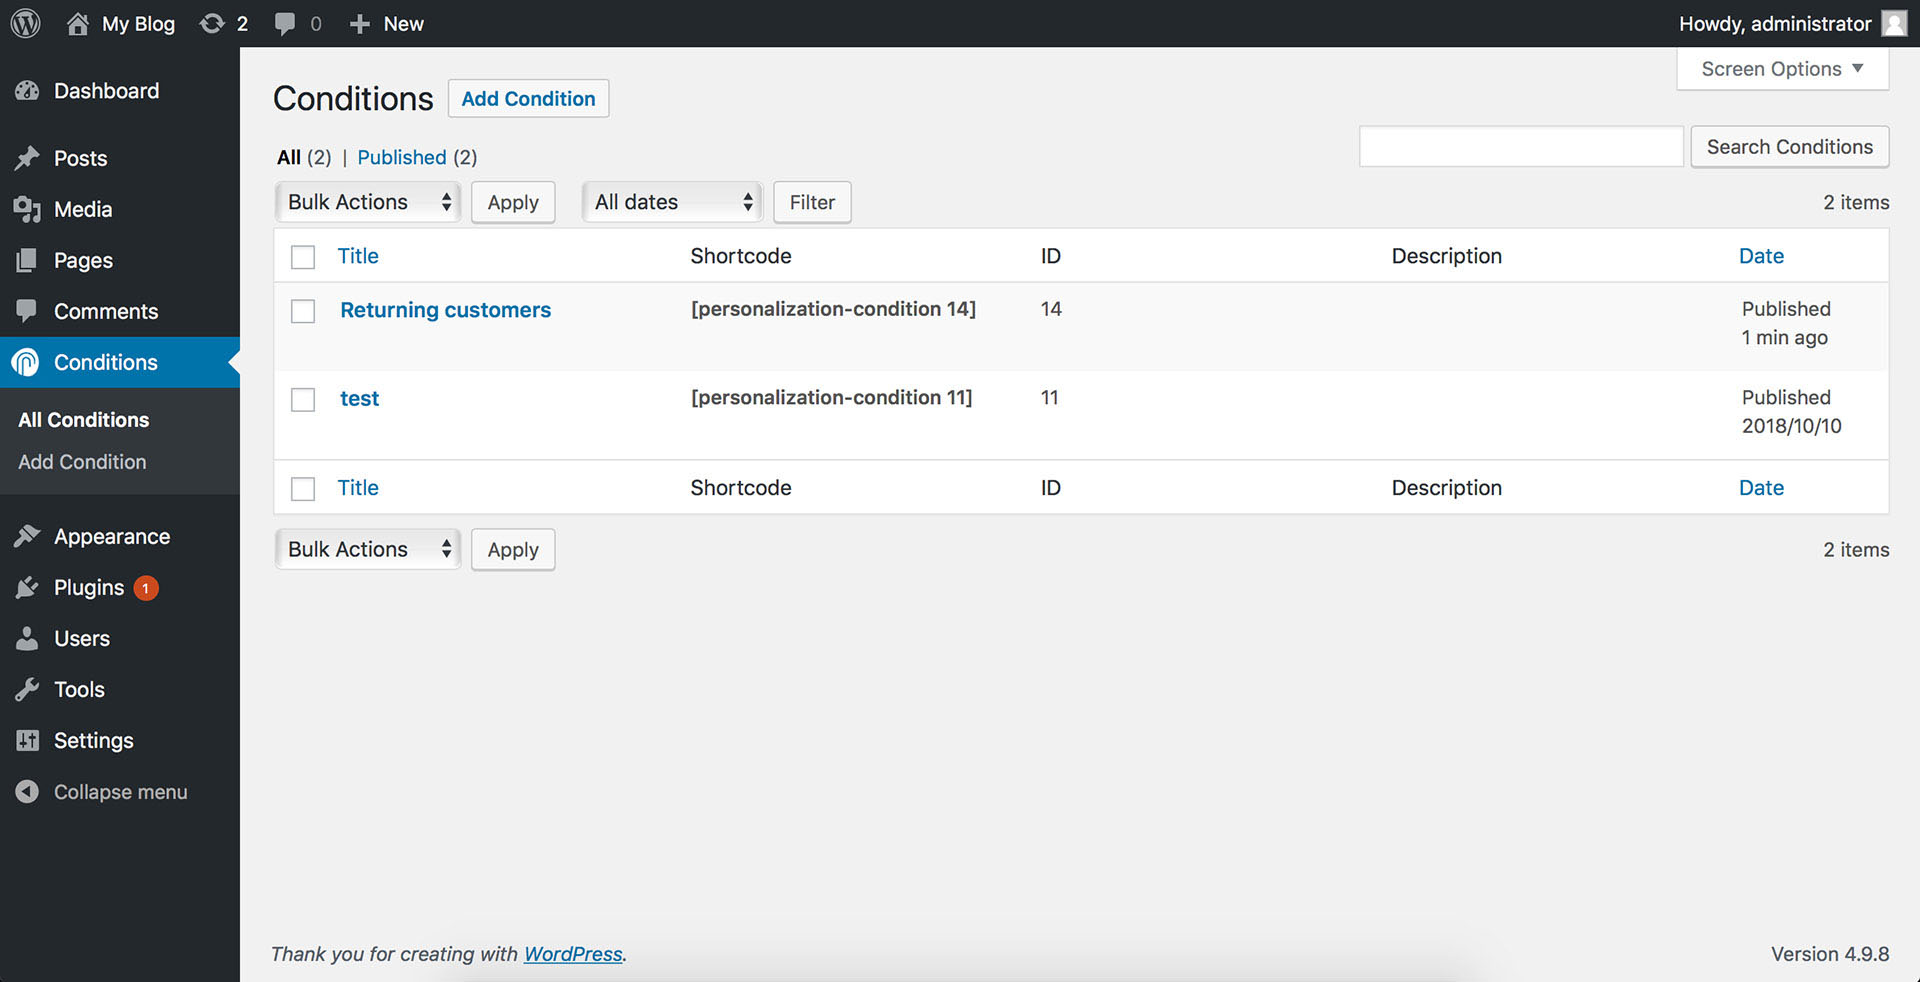 My Blog 2 0 New Howdy, administrator
Dashboard
Posts
Media
Pages
Comments
Conditions
All Conditions
Add Condition
Appearance
Plugins 1
Users
Tools
Settings
Collapse menu
Screen Options ▼
Conditions Add Condition
All (2) | Published (2)
Search Conditions
Bulk Actions Apply All dates Filter 2 items
Title Shortcode ID Description Date
Returning customers [personalization-condition 14] 14 Published
1 min ago
test [personalization-condition 11] 11 Published
2018/10/10
Title Shortcode ID Description Date
Bulk Actions Apply 2 items
Thank you for creating with WordPress. Version 4.9.8